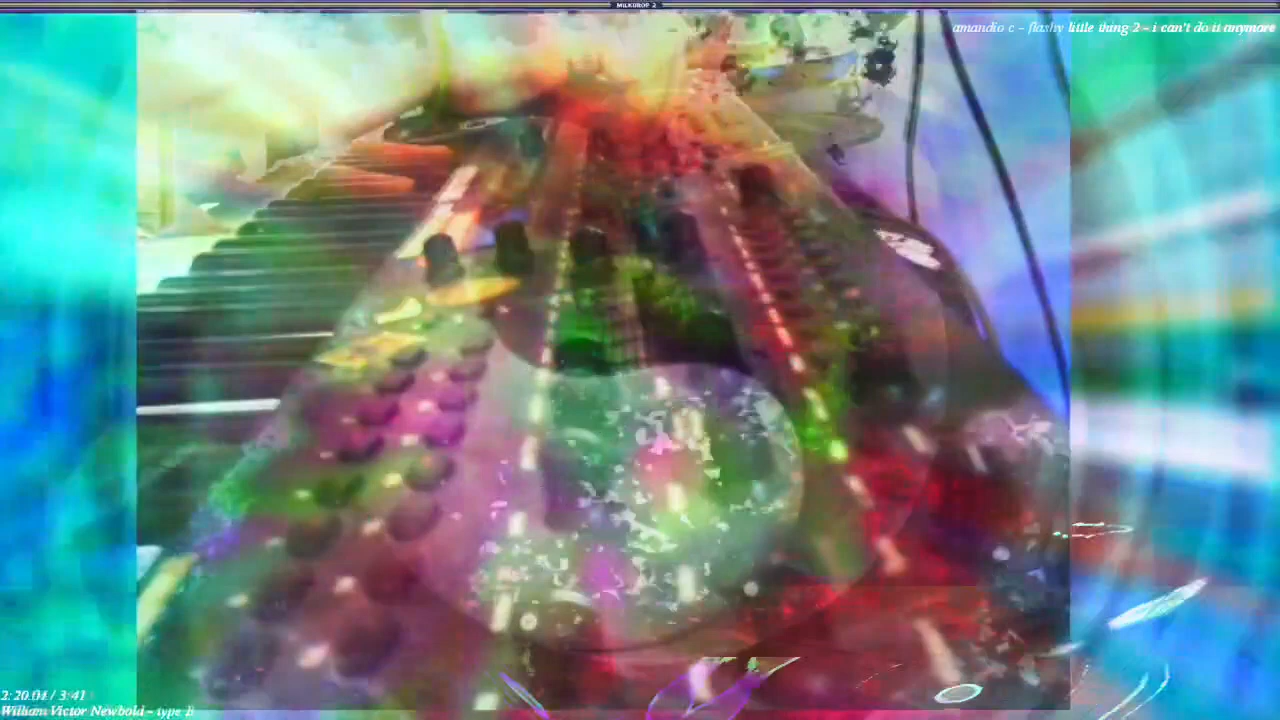 MILKDROP 2
amandio c - flashy little thing 2 - i can't do it anymore
2:20.04 / 3:41
William Victor Newbold - type B